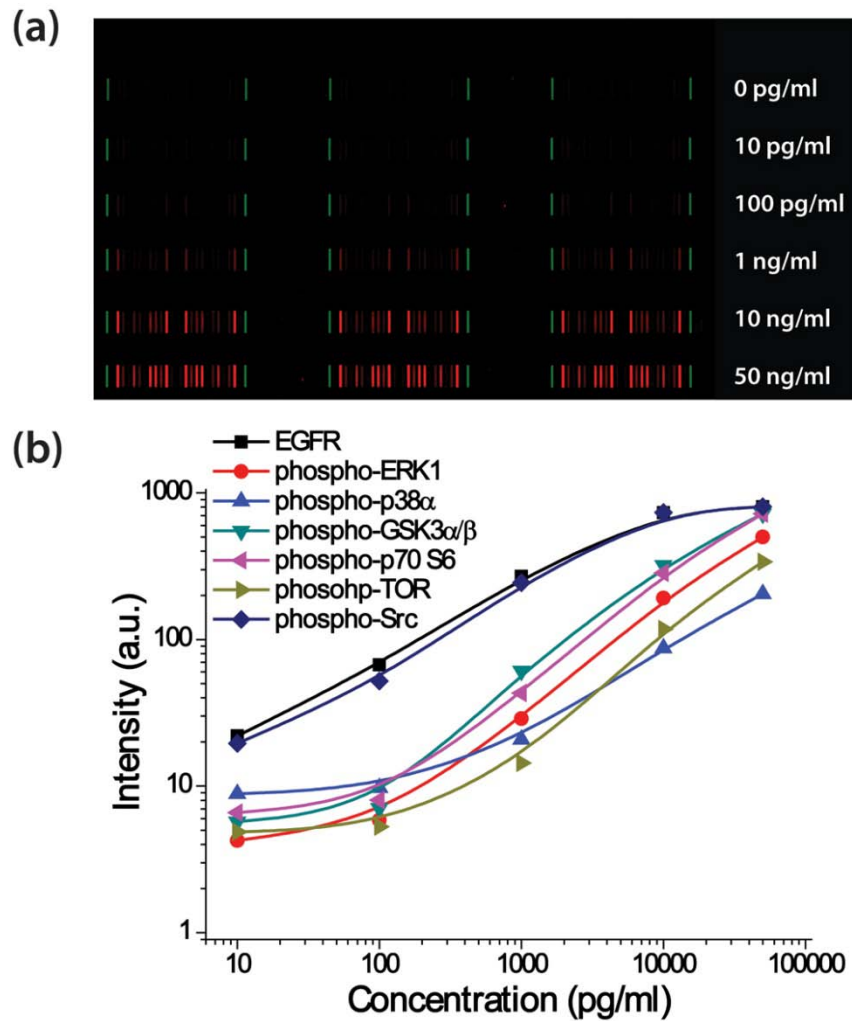 (a)
0 pg/ml
10 pg/ml
100 pg/ml
1 ng/ml
10 ng/ml
50 ng/ml
(b)
EGFR
phospho-ERK1
phospho-p38α
phospho-GSK3α/β
phospho-p70 S6
phosohp-TOR
phospho-Src
1000
100
10
1
Intensity (a.u.)
10 100 1000 10000 100000
Concentration (pg/ml)